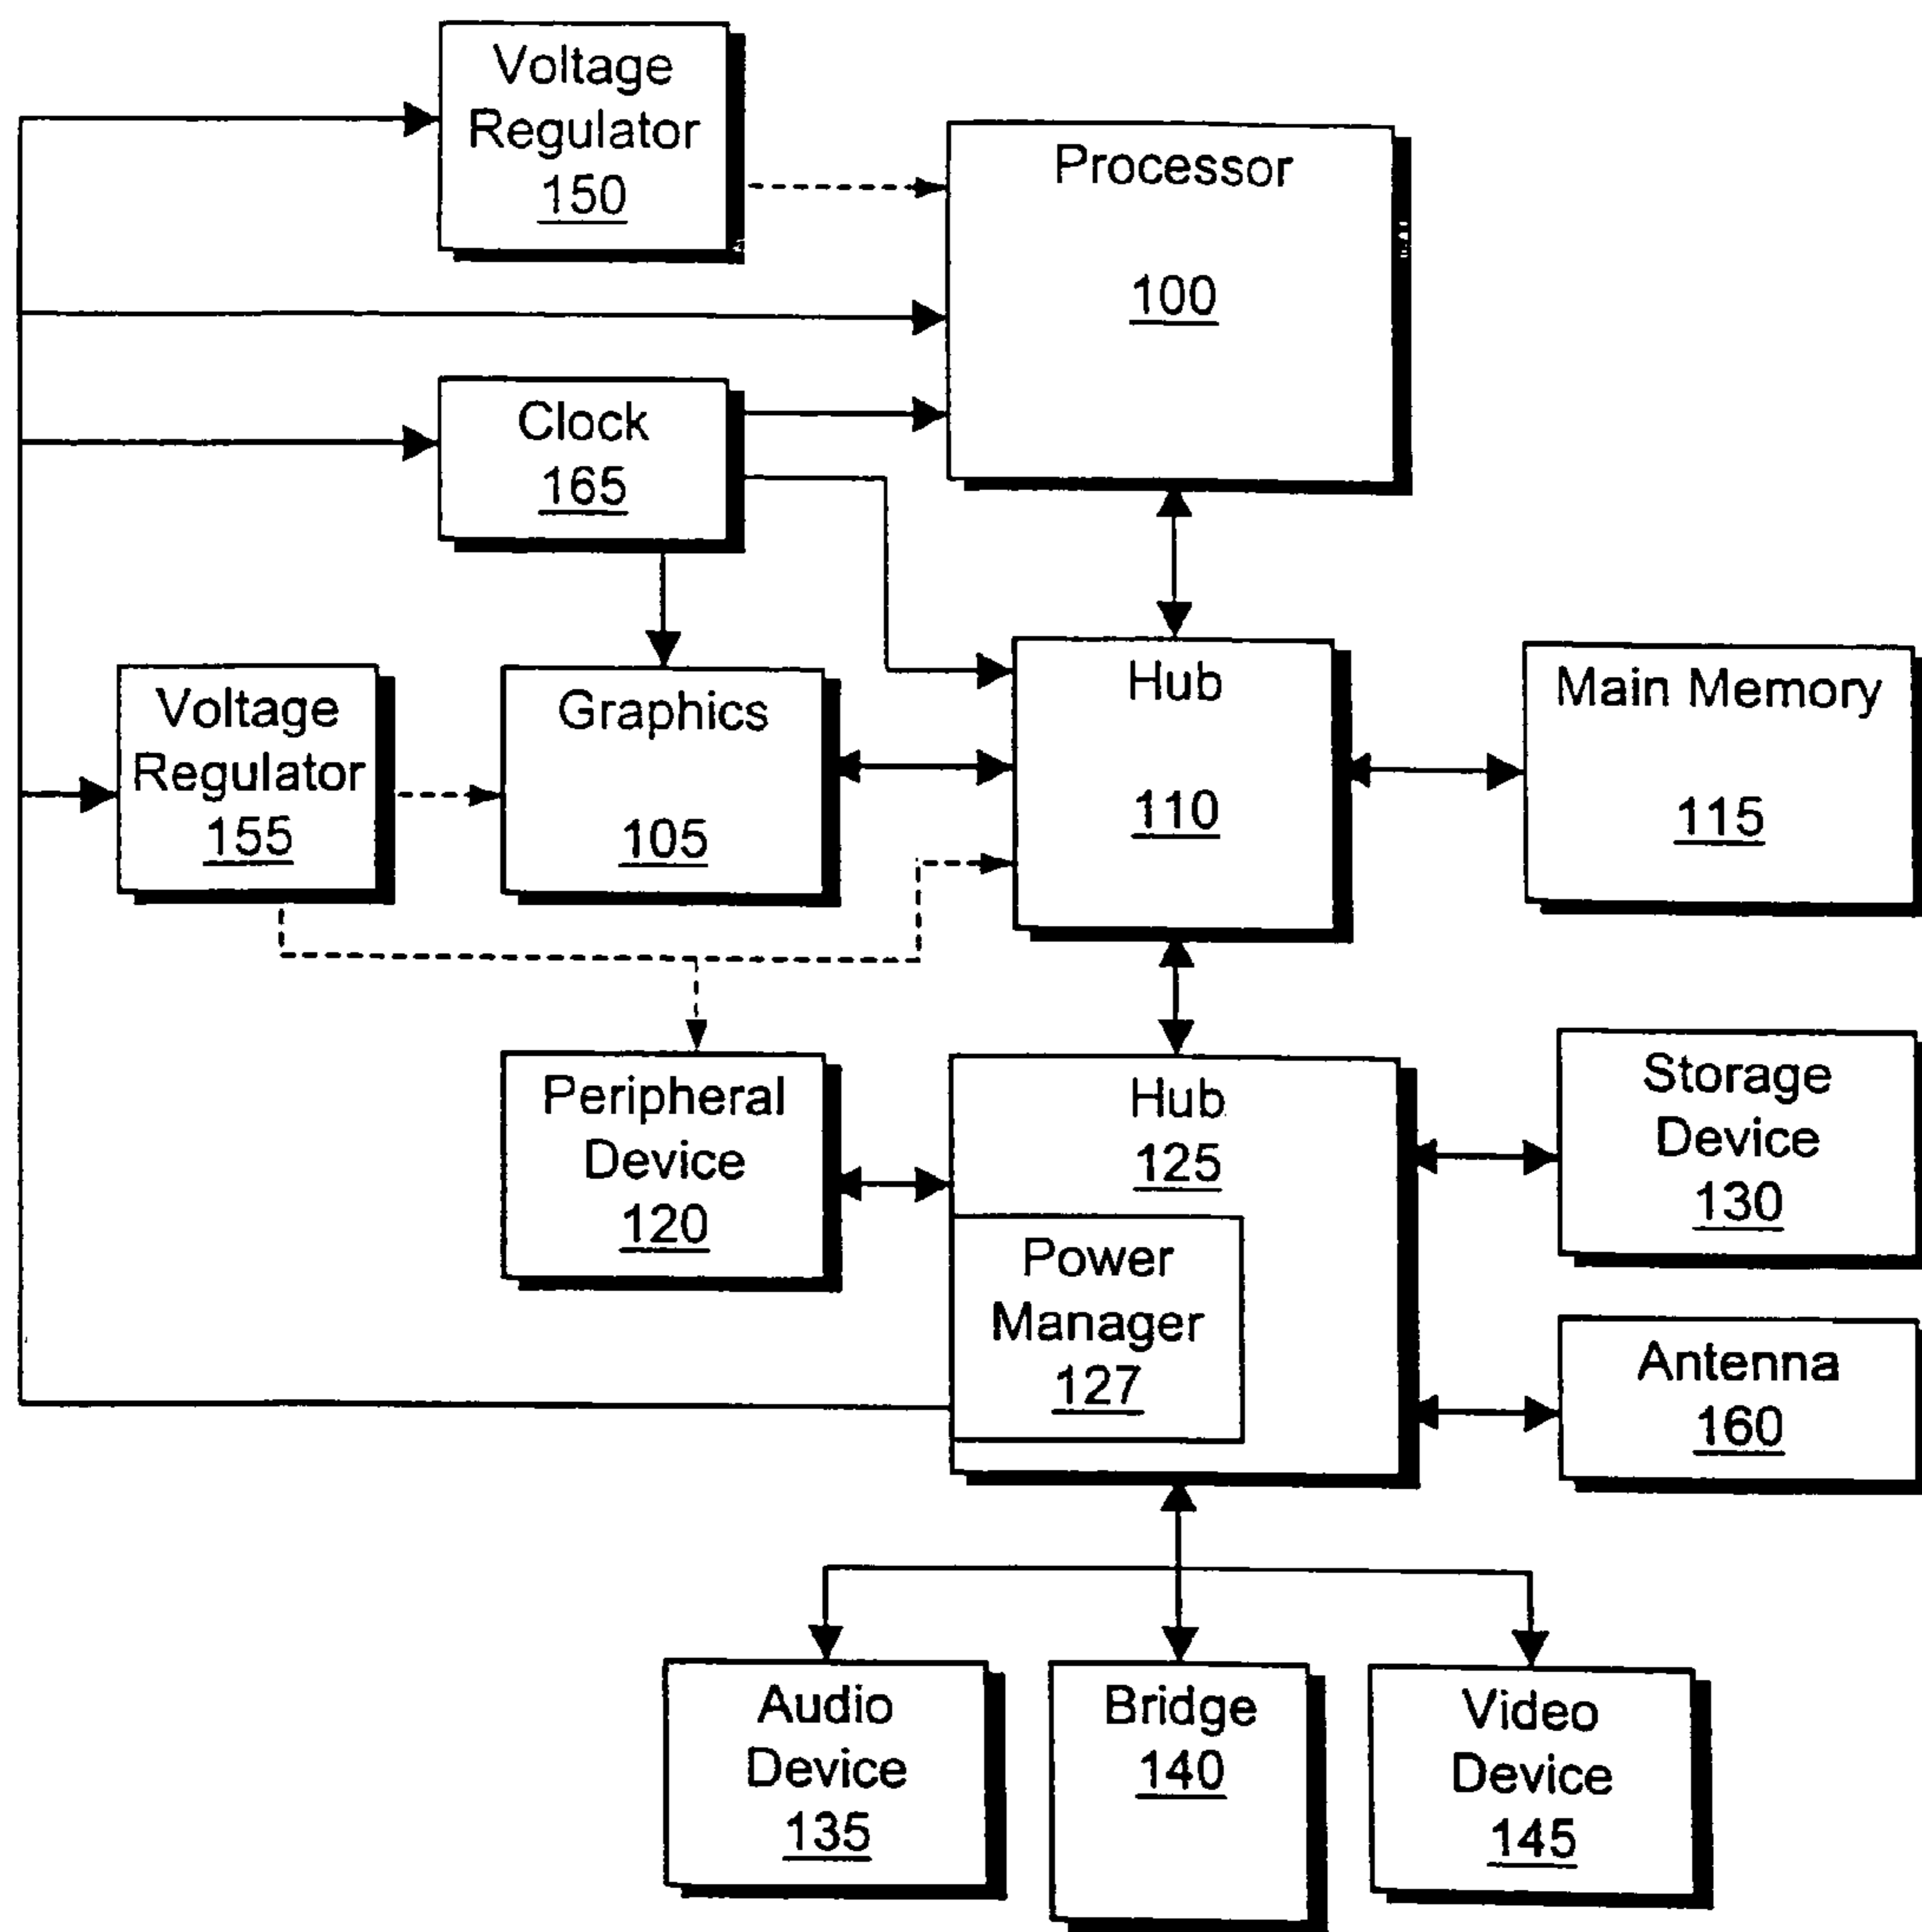 Voltage
Regulator
150
Processor
100
Clock
165
Voltage
Regulator
155
Graphics
105
Hub
110
Main Memory
115
Peripheral
Device
120
Hub
125
Power
Manager
127
Storage
Device
130
Antenna
160
Audio
Device
135
Bridge
140
Video
Device
145